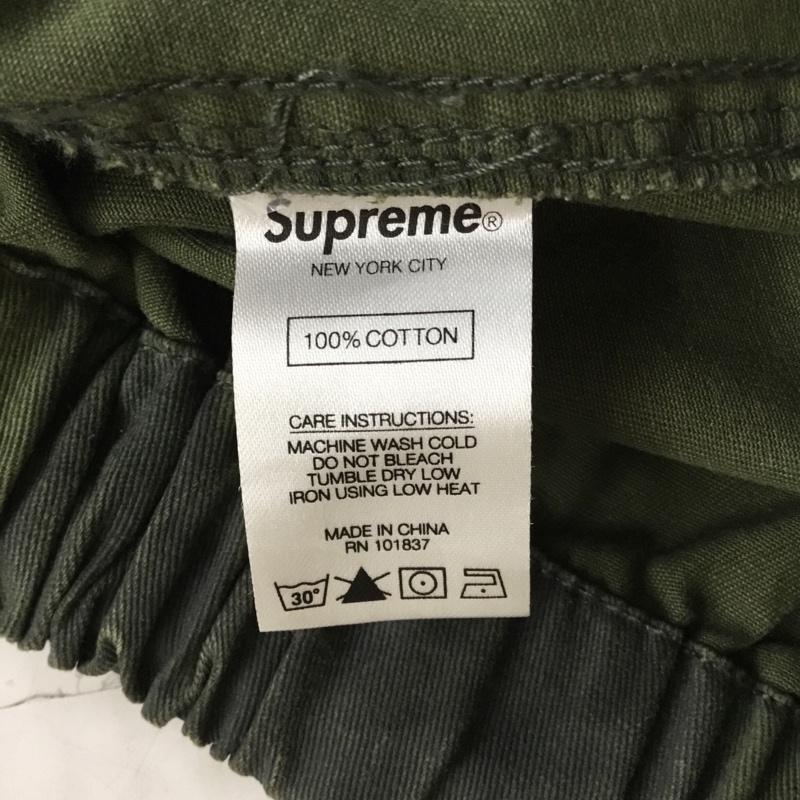 Supreme®
NEW YORK CITY
100% COTTON
CARE INSTRUCTIONS:
MACHINE WASH COLD
DO NOT BLEACH
TUMBLE DRY LOW
IRON USING LOW HEAT
MADE IN CHINA
RN 101837
30°